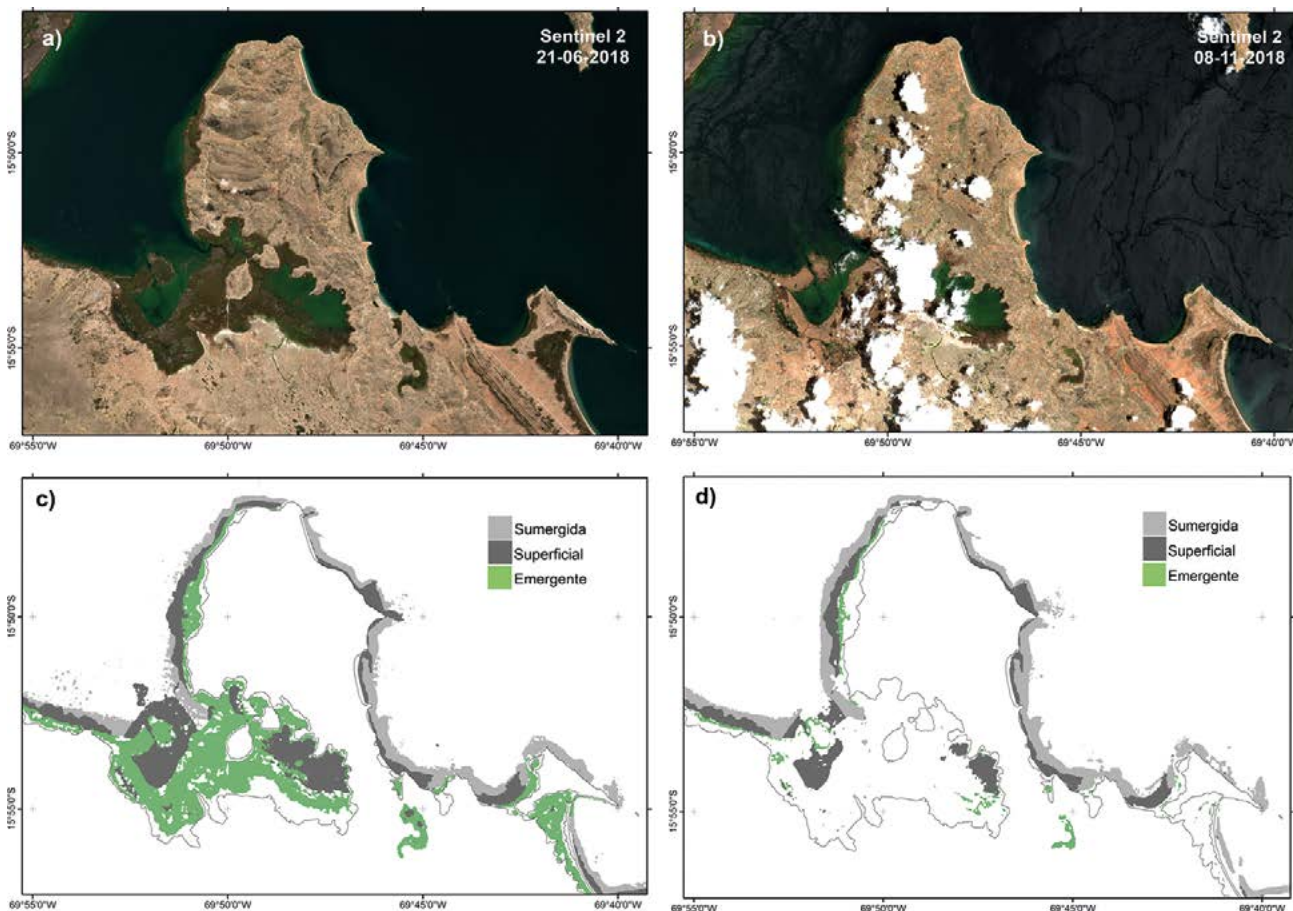 a)
Sentinel 2
21-06-2018
15°50'0"S
15°55'0"S
69°55'0"W
69°50'0"W
69°45'0"W
69°40'0"W
b)
Sentinel 2
08-11-2018
15°50'0"S
15°55'0"S
69°55'0"W
69°50'0"W
69°45'0"W
69°40'0"W
c)
Sumergida
Superficial
Emergente
15°50'0"S
15°55'0"S
69°55'0"W
69°50'0"W
69°45'0"W
69°40'0"W
d)
Sumergida
Superficial
Emergente
15°50'0"S
15°55'0"S
69°55'0"W
69°50'0"W
69°45'0"W
69°40'0"W